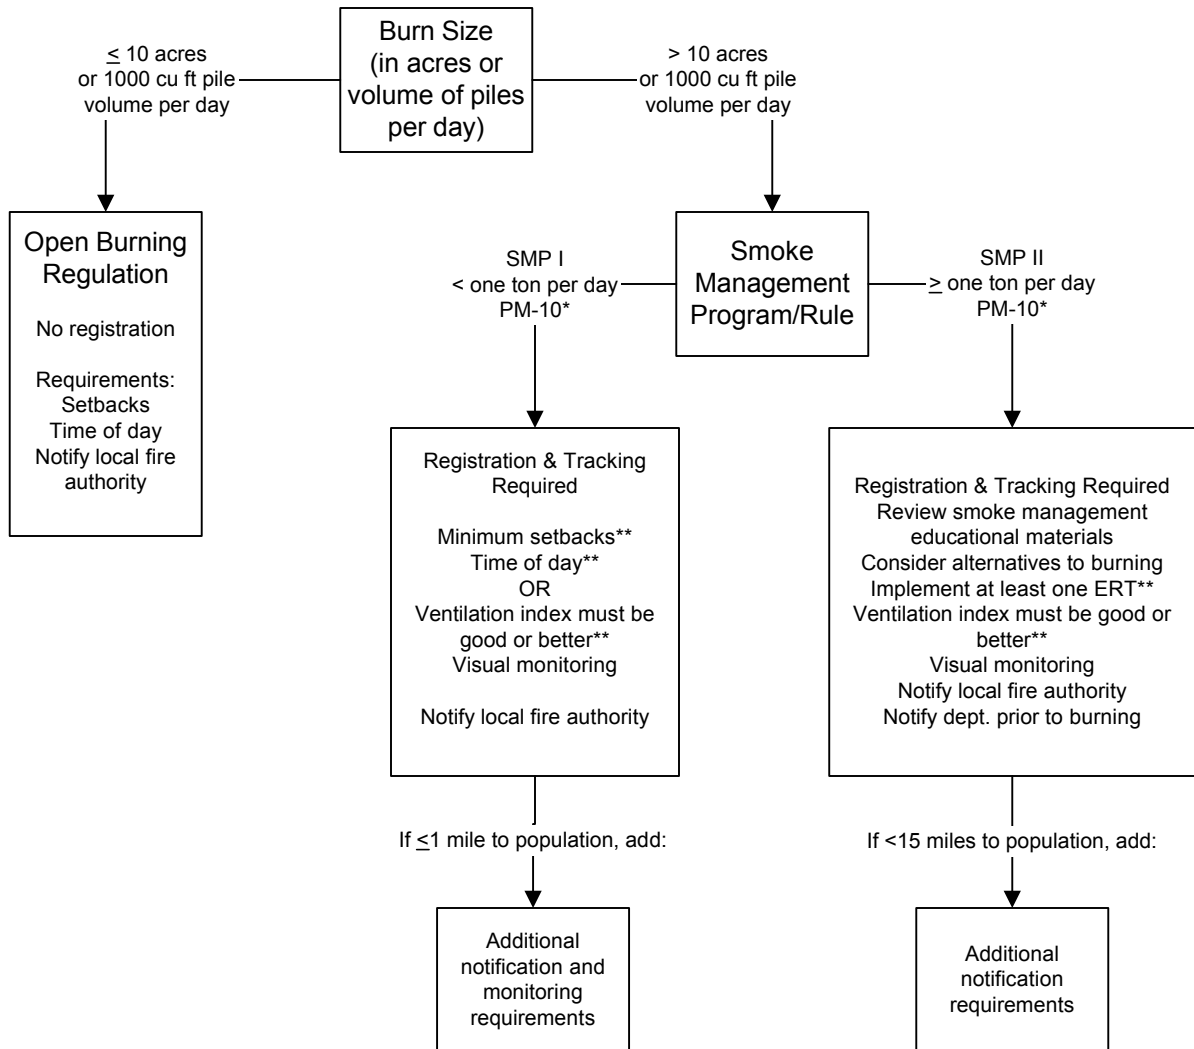 Burn Size
(in acres or
volume of piles
per day)
≤ 10 acres
or 1000 cu ft pile
volume per day
> 10 acres
or 1000 cu ft pile
volume per day
Open Burning
Regulation
No registration
Requirements:
Setbacks
Time of day
Notify local fire
authority
Smoke
Management
Program/Rule
SMP I
< one ton per day
PM-10*
SMP II
≥ one ton per day
PM-10*
Registration & Tracking
Required
Minimum setbacks**
Time of day**
OR
Ventilation index must be
good or better**
Visual monitoring
Notify local fire authority
Registration & Tracking Required
Review smoke management
educational materials
Consider alternatives to burning
Implement at least one ERT**
Ventilation index must be good or
better**
Visual monitoring
Notify local fire authority
Notify dept. prior to burning
If ≤1 mile to population, add:
If <15 miles to population, add:
Additional
notification and
monitoring
requirements
Additional
notification
requirements